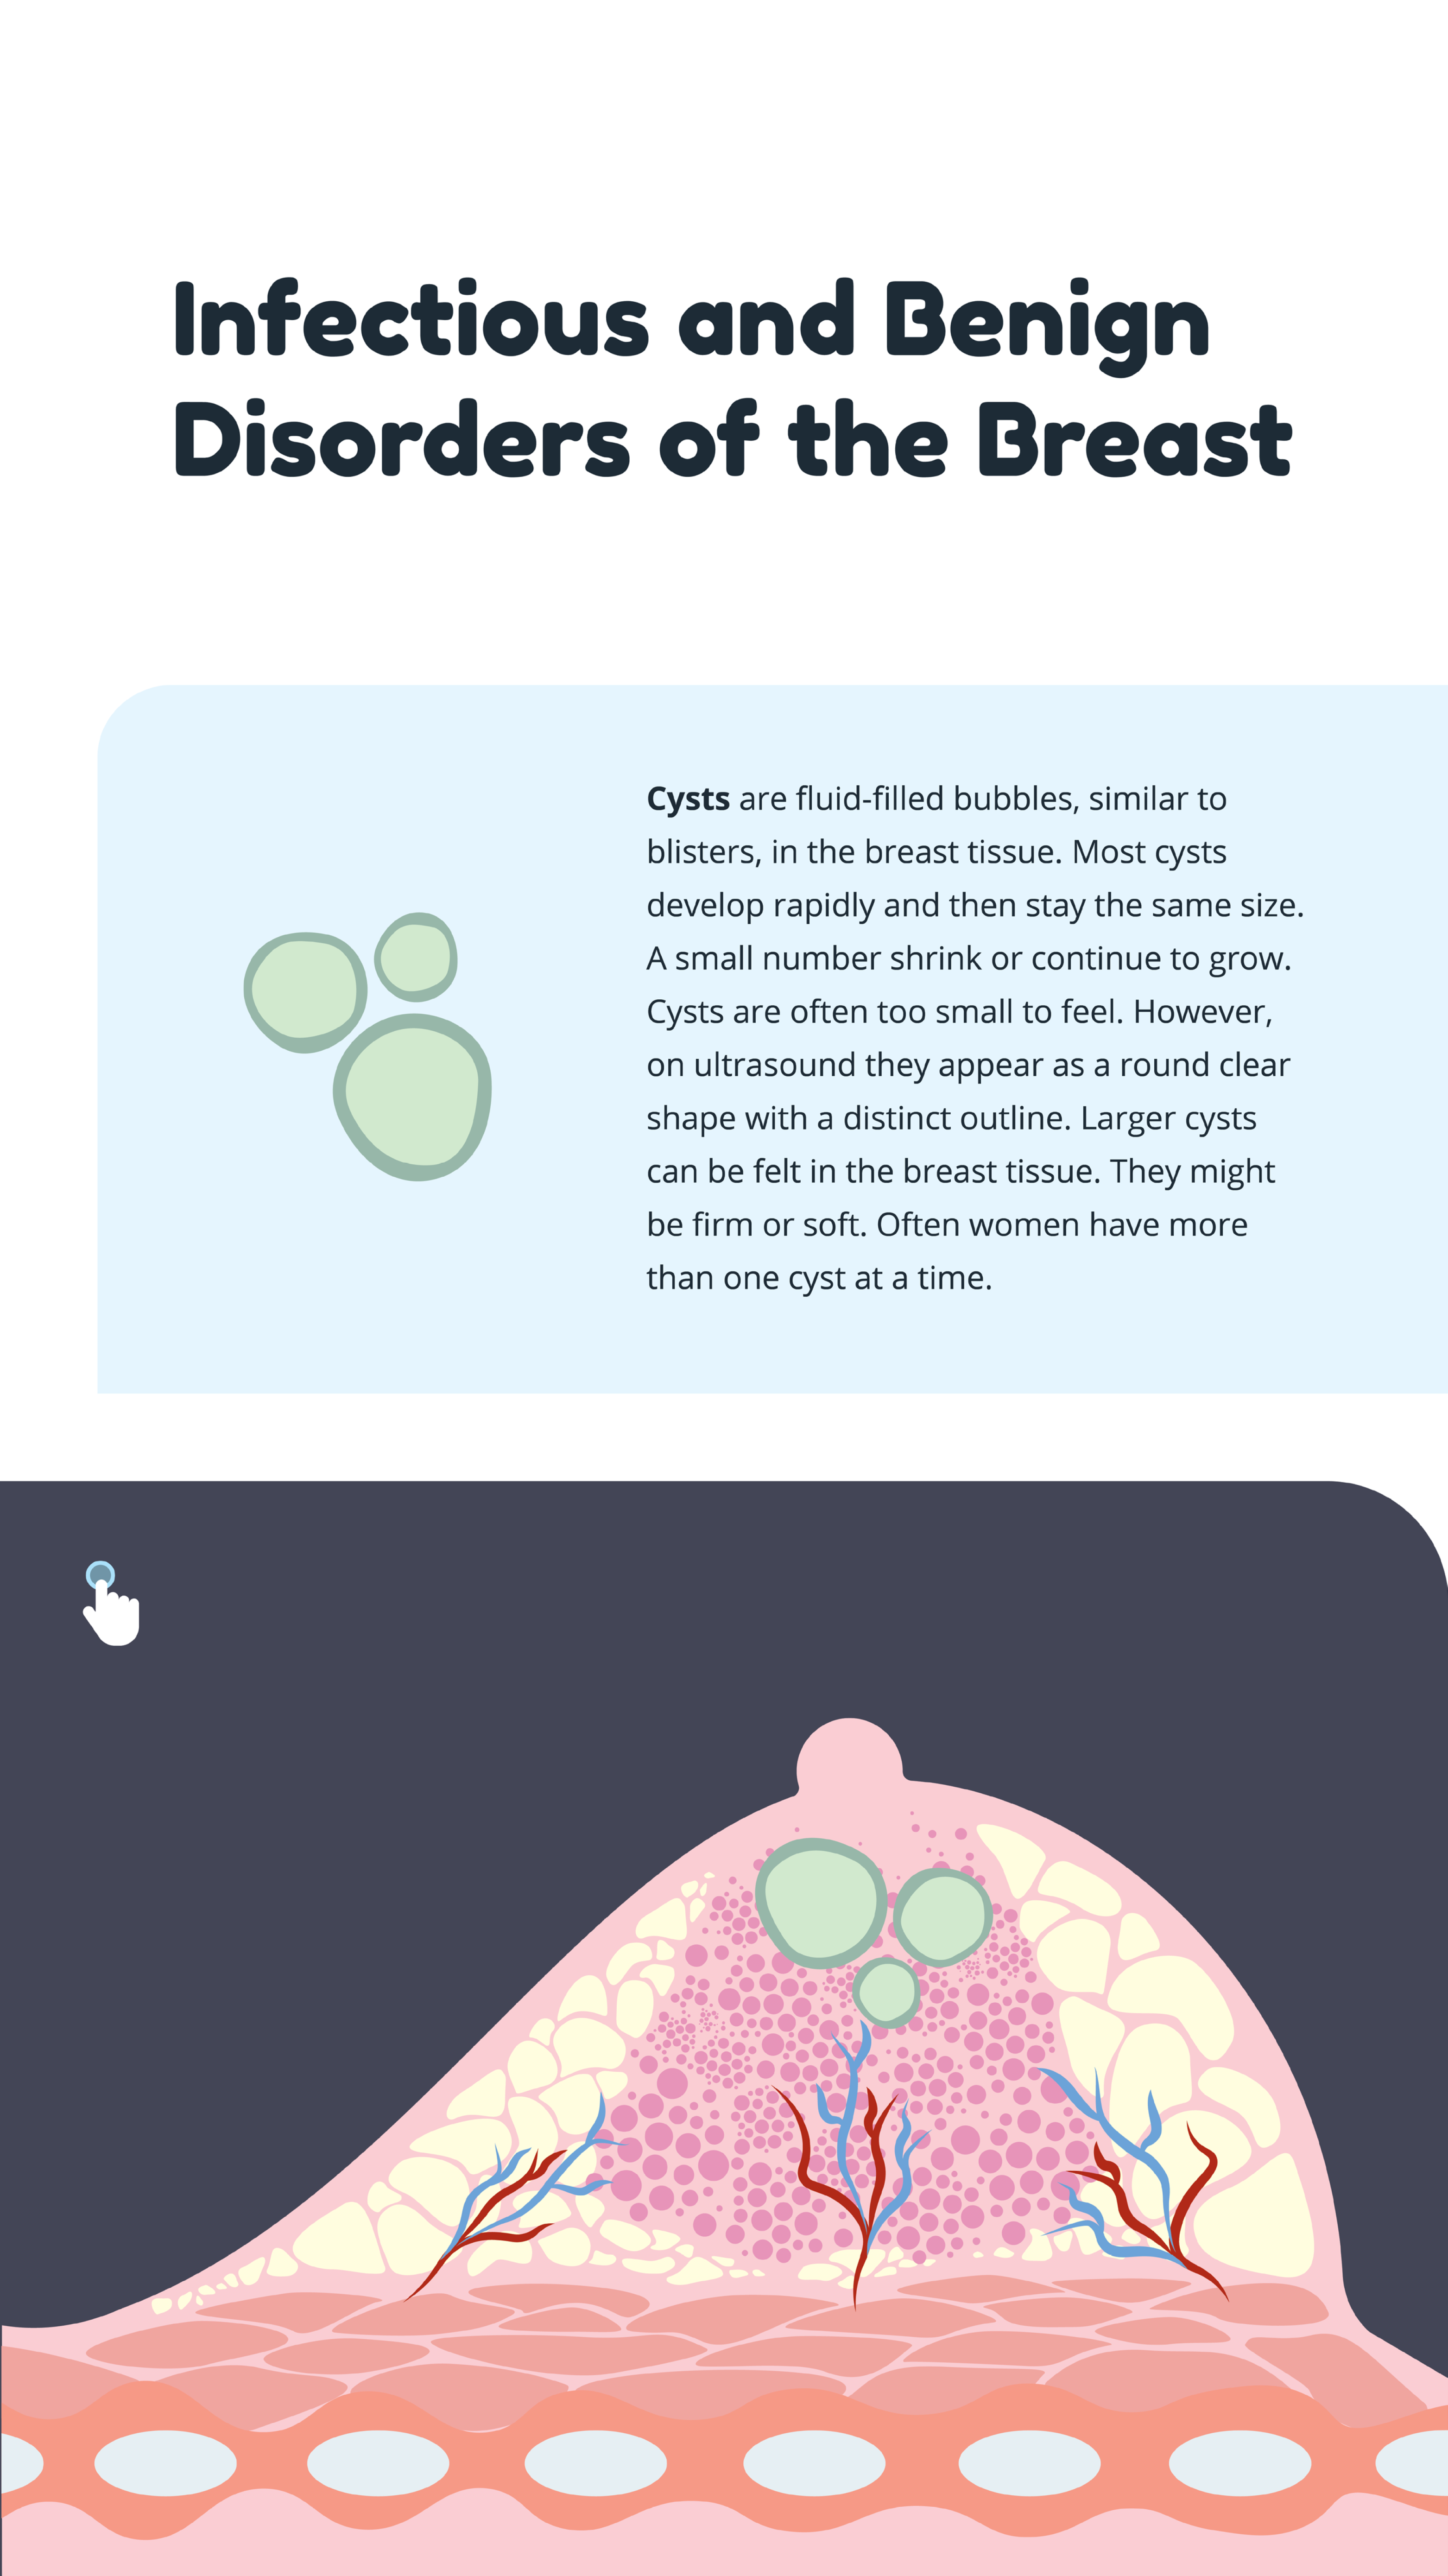 Infectious and Benign
Disorders of the Breast
Cysts are fluid-filled bubbles, similar to
blisters, in the breast tissue. Most cysts
develop rapidly and then stay the same size.
A small number shrink or continue to grow.
Cysts are often too small to feel. However,
on ultrasound they appear as a round clear
shape with a distinct outline. Larger cysts
can be felt in the breast tissue. They might
be firm or soft. Often women have more
than one cyst at a time.